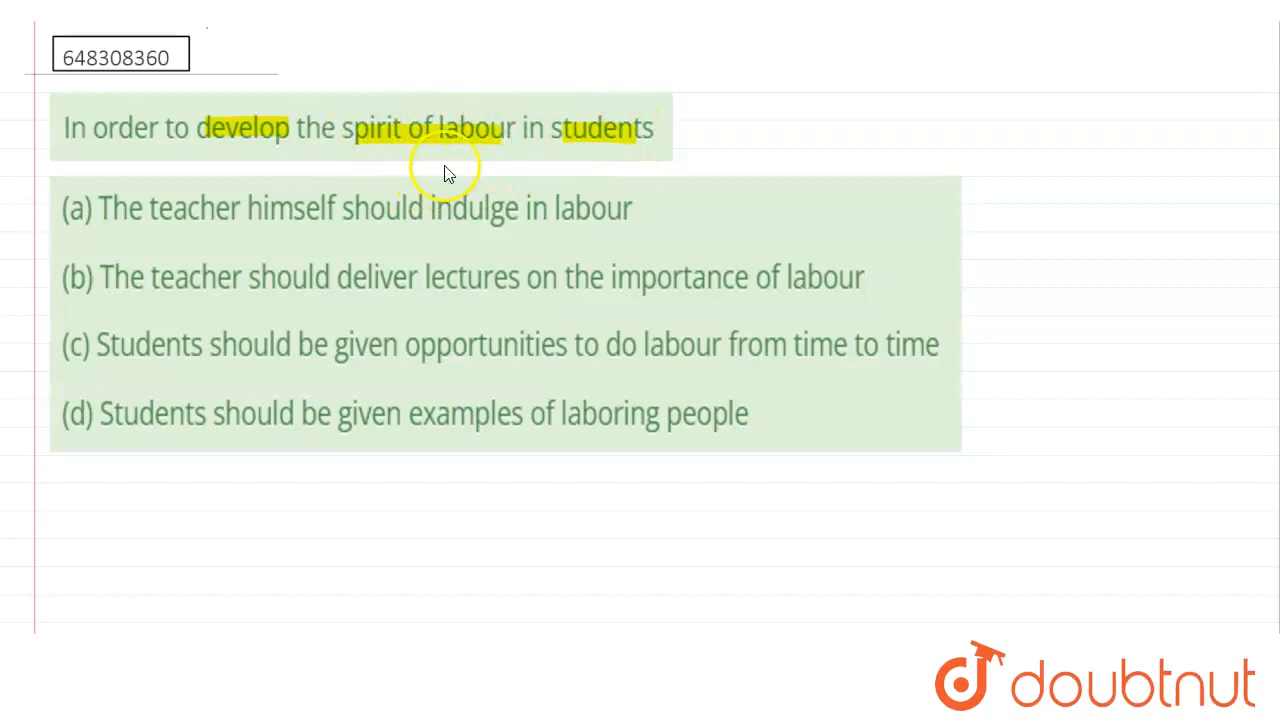 648308360
In order to develop the spirit of labour in students
(a) The teacher himself should indulge in labour
(b) The teacher should deliver lectures on the importance of labour
(c) Students should be given opportunities to do labour from time to time
(d) Students should be given examples of laboring people
doubtnut